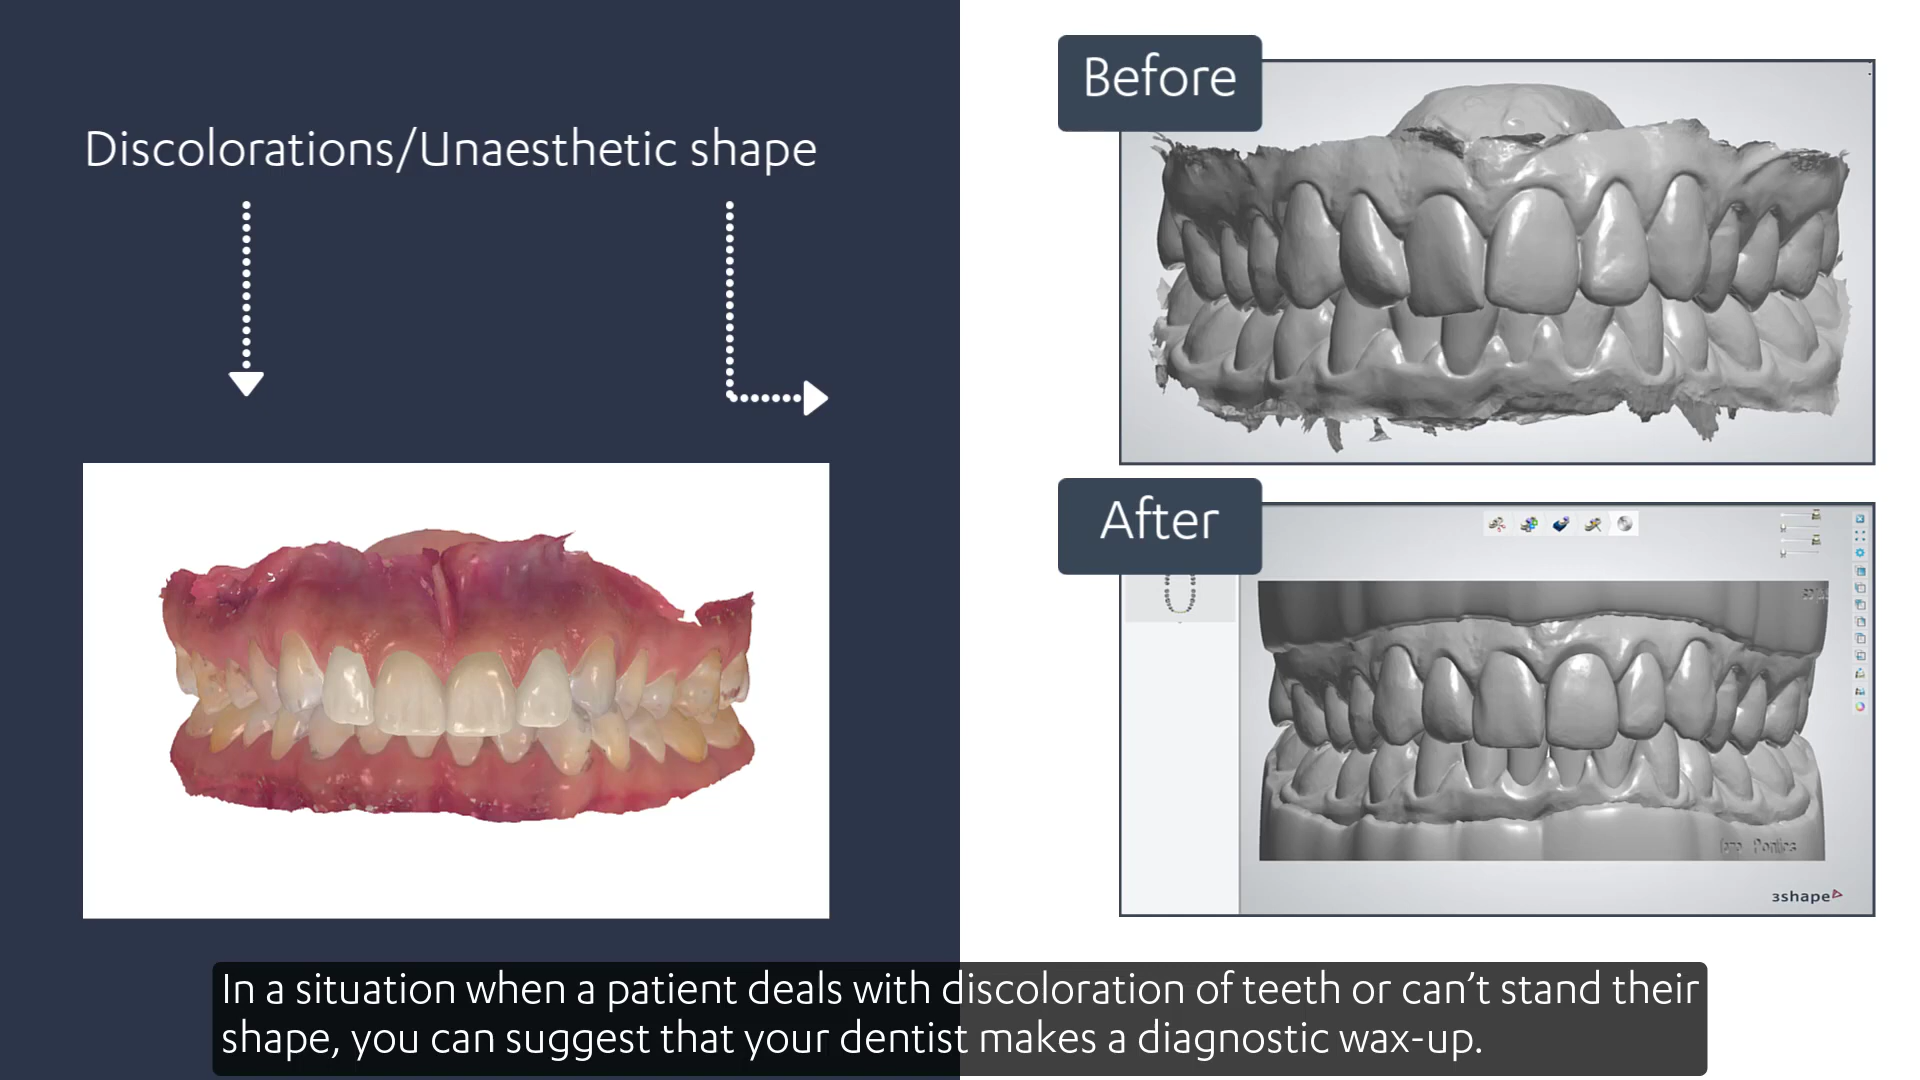 Discolorations/Unaesthetic shape
Before
After
3shape
In a situation when a patient deals with discoloration of teeth or can’t stand their
shape, you can suggest that your dentist makes a diagnostic wax-up.